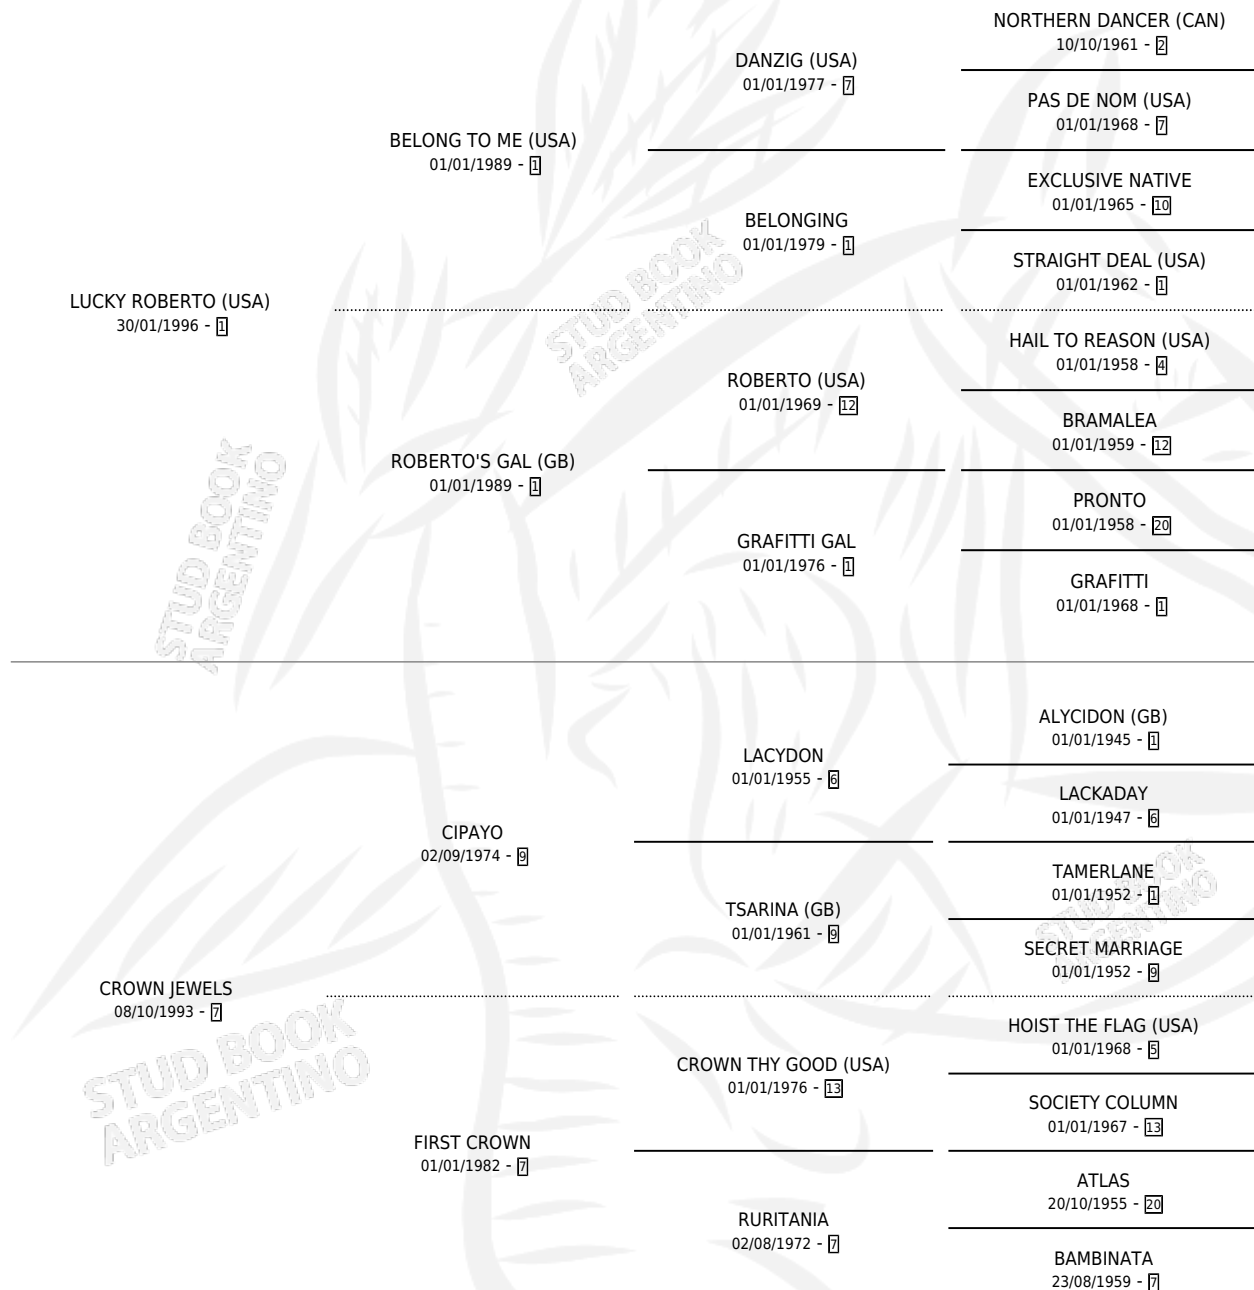 NORTHERN DANCER (CAN)
10/10/1961 - 2
DANZIG (USA)
01/01/1977 - 7
PAS DE NOM (USA)
01/01/1968 - 7
BELONG TO ME (USA)
01/01/1989 - 1
EXCLUSIVE NATIVE
01/01/1965 - 10
BELONGING
01/01/1979 - 1
STRAIGHT DEAL (USA)
01/01/1962 - 1
LUCKY ROBERTO (USA)
30/01/1996 - 1
STUD BOOK
ARGENTINO
HAIL TO REASON (USA)
01/01/1958 - 4
ROBERTO (USA)
01/01/1969 - 12
BRAMALEA
01/01/1959 - 12
ROBERTO'S GAL (GB)
01/01/1989 - 1
PRONTO
01/01/1958 - 20
GRAFITTI GAL
01/01/1976 - 1
GRAFITTI
01/01/1968 - 1
STUD BOOK
ARGENTINO
ALYCIDON (GB)
01/01/1945 - 1
LACYDON
01/01/1955 - 6
LACKADAY
01/01/1947 - 6
CIPAYO
02/09/1974 - 9
TAMERLANE
01/01/1952 - 1
TSARINA (GB)
01/01/1961 - 9
SECRET MARRIAGE
01/01/1952 - 9
STUD BOOK
ARGENTINO
CROWN JEWELS
08/10/1993 - 7
HOIST THE FLAG (USA)
01/01/1968 - 5
CROWN THY GOOD (USA)
01/01/1976 - 13
SOCIETY COLUMN
01/01/1967 - 13
STUD BOOK
ARGENTINO
FIRST CROWN
01/01/1982 - 7
ATLAS
20/10/1955 - 20
RURITANIA
02/08/1972 - 7
BAMBINATA
23/08/1959 - 7